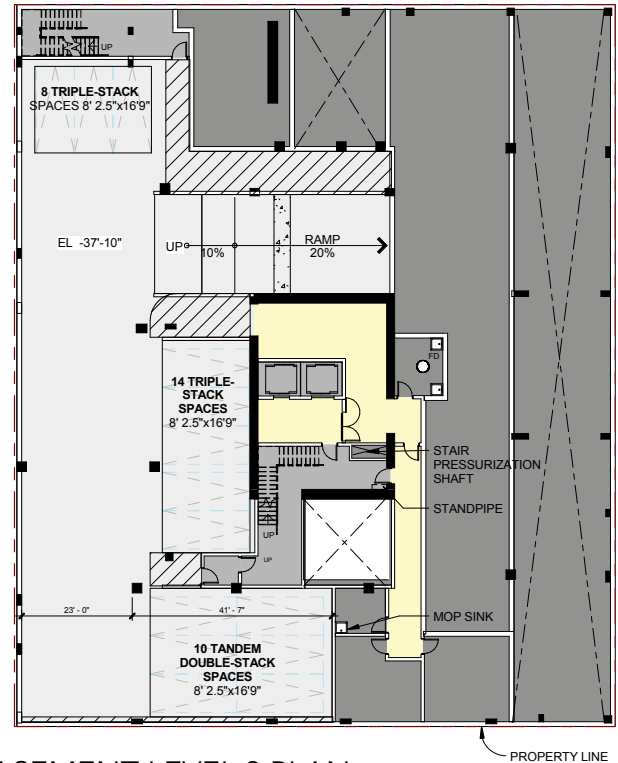 UP
8 TRIPLE-STACK
SPACES 8' 2.5"x16'9"
EL -37'-10"
UP
10%
RAMP
20%
FD
14 TRIPLE-
STACK
SPACES
8' 2.5"x16'9"
STAIR
PRESSURIZATION
SHAFT
STANDPIPE
UP
UP
23' - 0"
41' - 7"
MOP SINK
10 TANDEM
DOUBLE-STACK
SPACES
8' 2.5"x16'9"
PROPERTY LINE